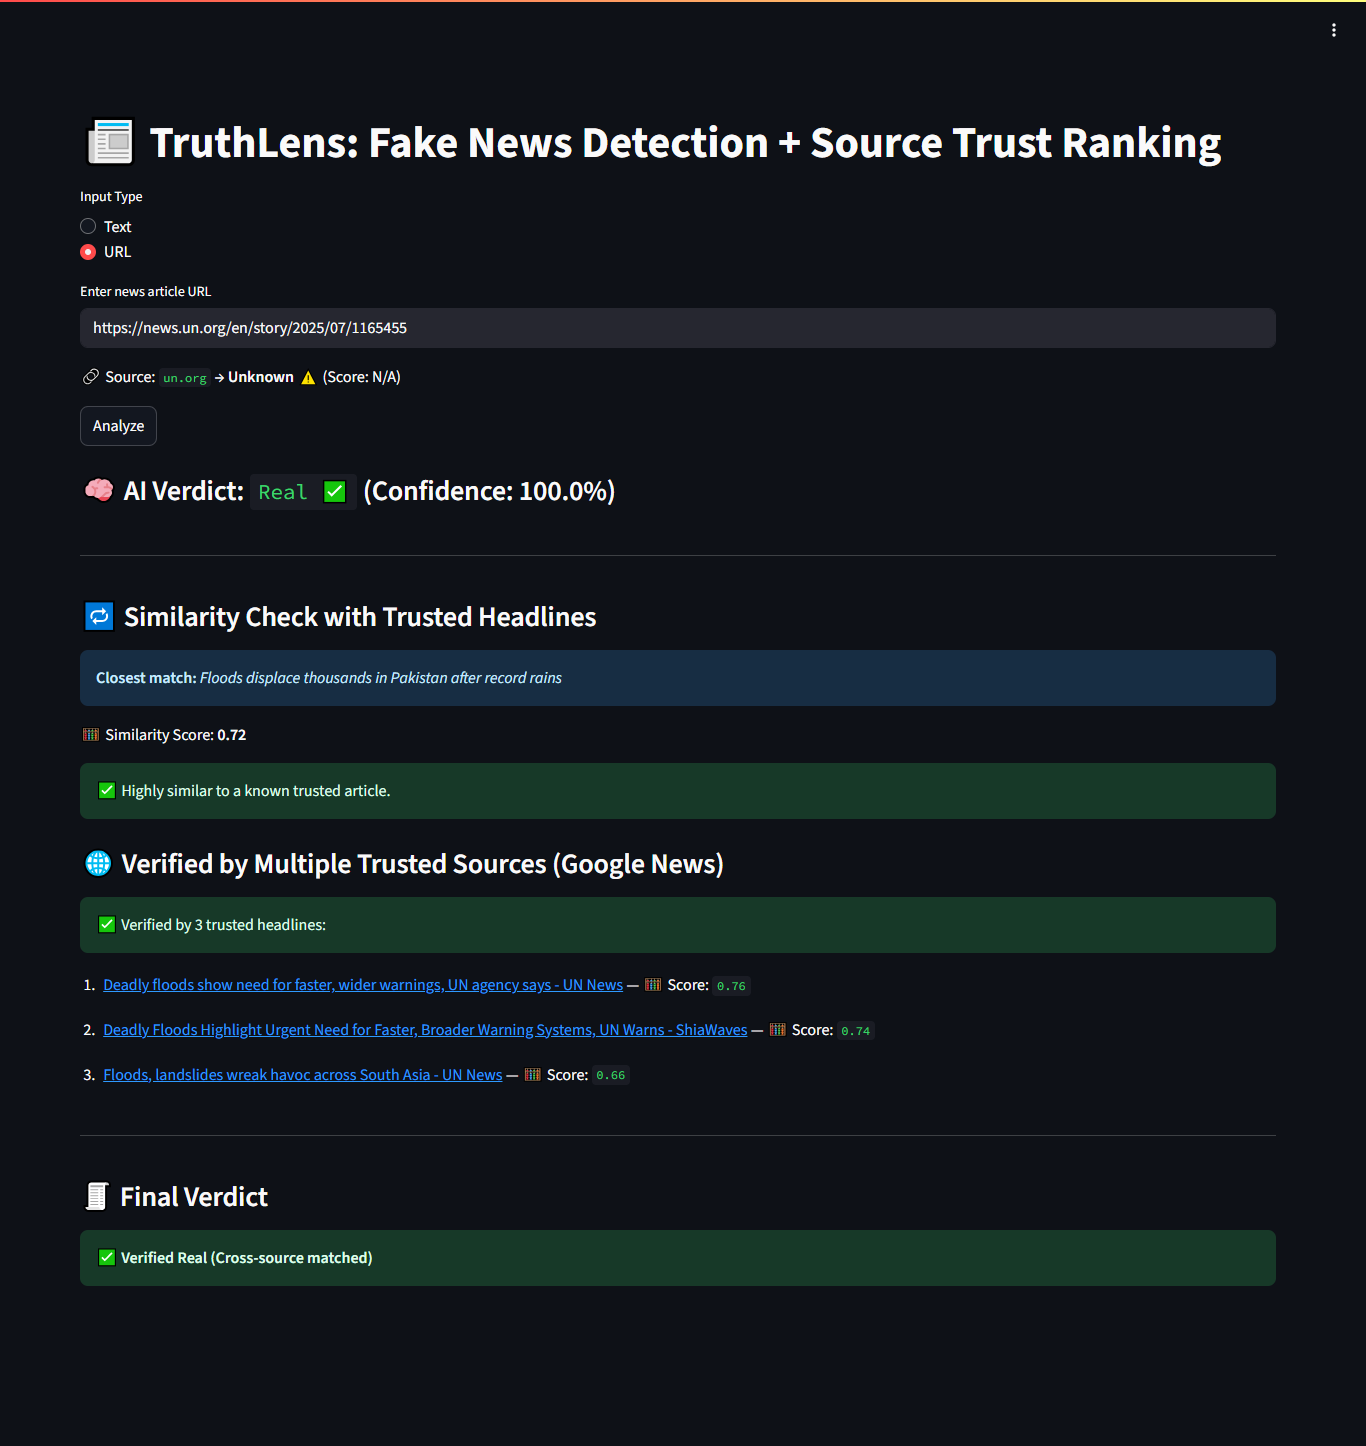 TruthLens: Fake News Detection + Source Trust Ranking
Input Type
Text
URL
Enter news article URL
https://news.un.org/en/story/2025/07/1165455
Source: un.org → Unknown ⚠️ (Score: N/A)
Analyze
AI Verdict: Real ✅ (Confidence: 100.0%)
Similarity Check with Trusted Headlines
Closest match: Floods displace thousands in Pakistan after record rains
Similarity Score: 0.72
✅ Highly similar to a known trusted article.
Verified by Multiple Trusted Sources (Google News)
✅ Verified by 3 trusted headlines:
1. Deadly floods show need for faster, wider warnings, UN agency says - UN News — Score: 0.76
2. Deadly Floods Highlight Urgent Need for Faster, Broader Warning Systems, UN Warns - ShiaWaves — Score: 0.74
3. Floods, landslides wreak havoc across South Asia - UN News — Score: 0.66
Final Verdict
✅ Verified Real (Cross-source matched)